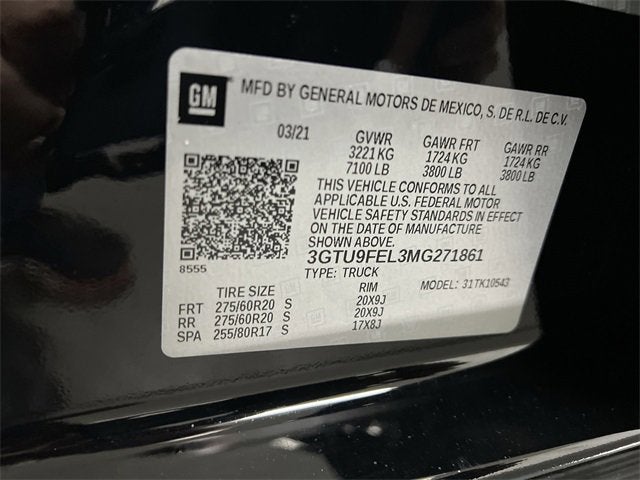 GM
MFD BY GENERAL MOTORS DE MEXICO, S. DE R.L. DE C.V.
03/21 GVWR GAWR FRT GAWR RR
3221 KG 1724 KG 1724 KG
7100 LB 3800 LB 3800 LB
THIS VEHICLE CONFORMS TO ALL
APPLICABLE U.S. FEDERAL MOTOR
VEHICLE SAFETY STANDARDS IN EFFECT
ON THE DATE OF MANUFACTURE
SHOWN ABOVE.
8555 3GTU9FEL3MG271861
TYPE: TRUCK MODEL: 31TK10543
TIRE SIZE RIM
FRT 275/60R20 S 20X9J
RR 275/60R20 S 20X9J
SPA 255/80R17 S 17X8J